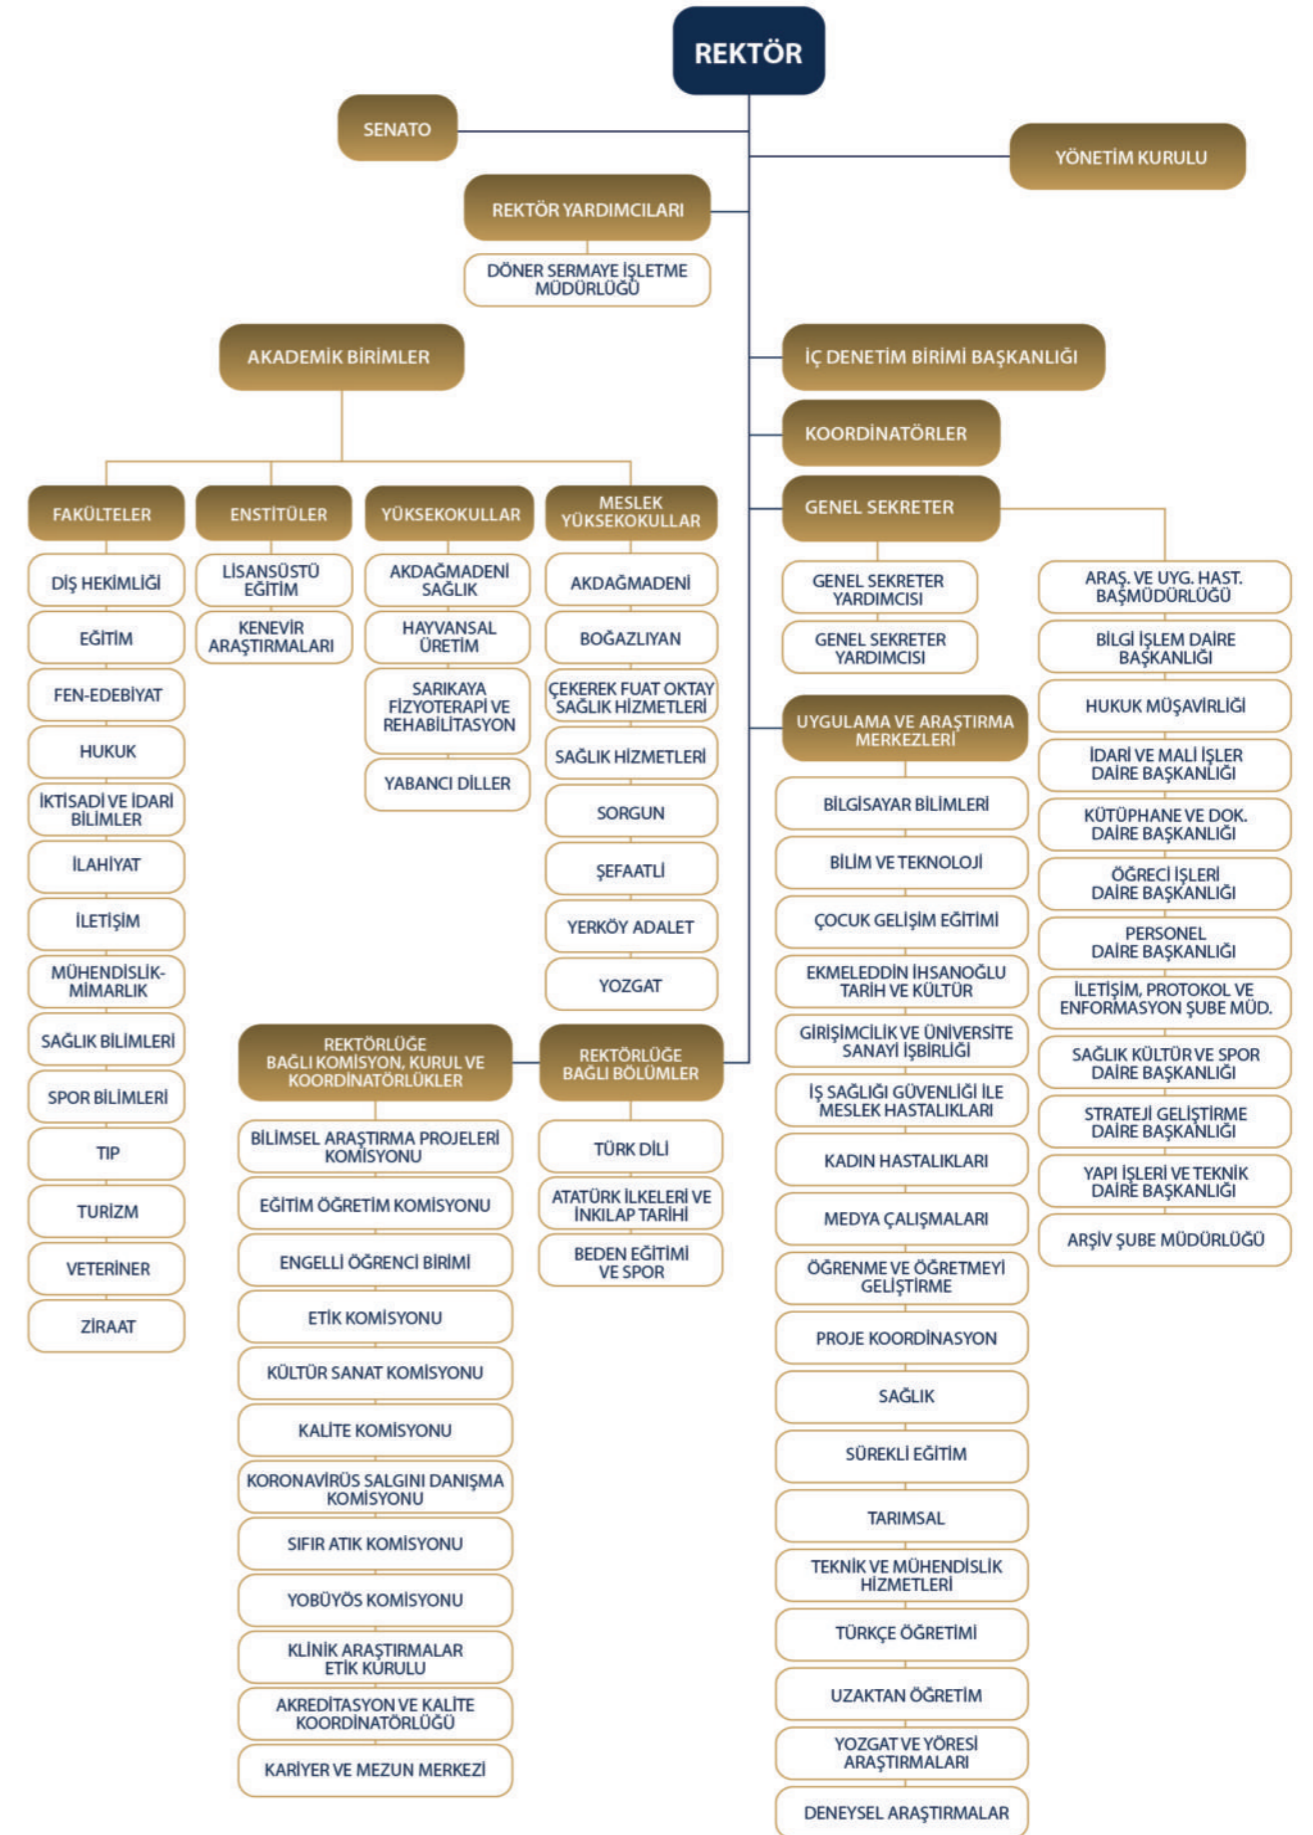 REKTÖR
SENATO
YÖNETİM KURULU
REKTÖR YARDIMCILARI
DÖNER SERMAYE İŞLETME
MÜDÜRLÜĞÜ
AKADEMİK BİRİMLER
İÇ DENETİM BİRİMİ BAŞKANLIĞI
KOORDİNATÖRLER
GENEL SEKRETER
FAKÜLTELER
DİŞ HEKİMLİĞİ
EĞİTİM
FEN-EDEBİYAT
HUKUK
İKTİSADİ VE İDARİ
BİLİMLER
İLAHİYAT
İLETİŞİM
MÜHENDİSLİK-
MİMARLIK
SAĞLIK BİLİMLERİ
SPOR BİLİMLERİ
TIP
TURİZM
VETERİNER
ZİRAAT
ENSTİTÜLER
LİSANSÜSTÜ
EĞİTİM
KENEVİR
ARAŞTIRMALARI
YÜKSEKOKULLAR
AKDAĞMADENİ
SAĞLIK
HAYVANSAL
ÜRETİM
SARIKAYA
FİZYOTERAPİ VE
REHABİLİTASYON
YABANCI DİLLER
MESLEK
YÜKSEKOKULLAR
AKDAĞMADENİ
BOĞAZLIYAN
ÇEKEREK FUAT OKTAY
SAĞLIK HİZMETLERİ
SAĞLIK HİZMETLERİ
SORGUN
ŞEFAATLİ
YERKÖY ADALET
YOZGAT
GENEL SEKRETER
YARDIMCISI
GENEL SEKRETER
YARDIMCISI
ARAŞ. VE UYG. HAST.
BAŞMÜDÜRLÜĞÜ
BİLGİ İŞLEM DAİRE
BAŞKANLIĞI
HUKUK MÜŞAVİRLİĞİ
İDARİ VE MALİ İŞLER
DAİRE BAŞKANLIĞI
KÜTÜPHANE VE DOK.
DAİRE BAŞKANLIĞI
ÖĞRECİ İŞLERİ
DAİRE BAŞKANLIĞI
PERSONEL
DAİRE BAŞKANLIĞI
İLETİŞİM, PROTOKOL VE
ENFORMASYON ŞUBE MÜD.
SAĞLIK KÜLTÜR VE SPOR
DAİRE BAŞKANLIĞI
STRATEJİ GELİŞTİRME
DAİRE BAŞKANLIĞI
YAPI İŞLERİ VE TEKNİK
DAİRE BAŞKANLIĞI
ARŞİV ŞUBE MÜDÜRLÜĞÜ
UYGULAMA VE ARAŞTIRMA
MERKEZLERİ
BİLGİSAYAR BİLİMLERİ
BİLİM VE TEKNOLOJİ
ÇOCUK GELİŞİM EĞİTİMİ
EKMELEDDİN İHSANOĞLU
TARİH VE KÜLTÜR
GİRİŞİMCİLİK VE ÜNİVERSİTE
SANAYİ İŞBİRLİĞİ
İŞ SAĞLIĞI GÜVENLİĞİ İLE
MESLEK HASTALIKLARI
KADIN HASTALIKLARI
MEDYA ÇALIŞMALARI
ÖĞRENME VE ÖĞRETMEYİ
GELİŞTİRME
PROJE KOORDİNASYON
SAĞLIK
SÜREKLİ EĞİTİM
TARIMSAL
TEKNİK VE MÜHENDİSLİK
HİZMETLERİ
TÜRKÇE ÖĞRETİMİ
UZAKTAN ÖĞRETİM
YOZGAT VE YÖRESİ
ARAŞTIRMALARI
DENEYSEL ARAŞTIRMALAR
REKTÖRLÜĞE
BAĞLI KOMİSYON, KURUL VE
KOORDİNATÖRLÜKLER
BİLİMSEL ARAŞTIRMA PROJELERİ
KOMİSYONU
EĞİTİM ÖĞRETİM KOMİSYONU
ENGELLİ ÖĞRENCİ BİRİMİ
ETİK KOMİSYONU
KÜLTÜR SANAT KOMİSYONU
KALİTE KOMİSYONU
KORONAVİRÜS SALGINI DANIŞMA
KOMİSYONU
SIFIR ATIK KOMİSYONU
YOBÜYÖS KOMİSYONU
KLİNİK ARAŞTIRMALAR
ETİK KURULU
AKREDİTASYON VE KALİTE
KOORDİNATÖRLÜĞÜ
KARİYER VE MEZUN MERKEZİ
REKTÖRLÜĞE
BAĞLI BÖLÜMLER
TÜRK DİLİ
ATATÜRK İLKELERİ VE
İNKILAP TARİHİ
BEDEN EĞİTİMİ
VE SPOR